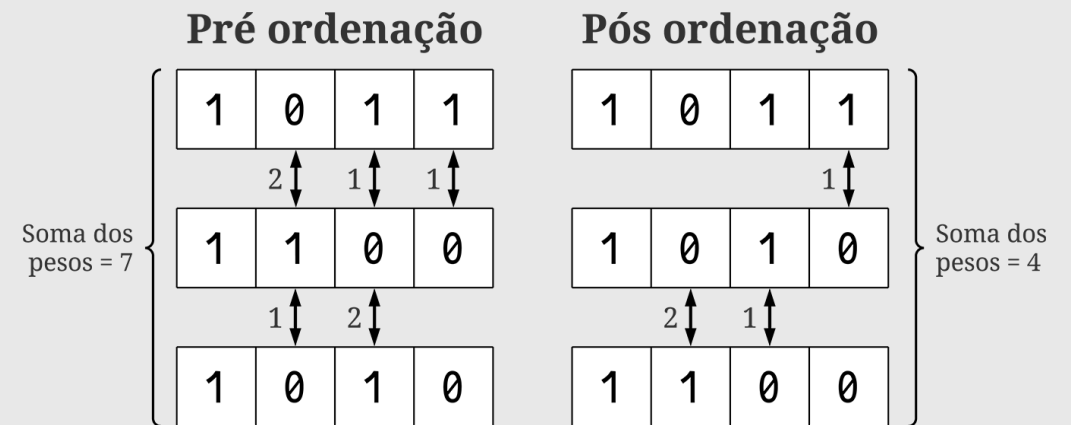 Pré ordenação
1 0 1 1
2 1 1
1 1 0 0
1 2
1 0 1 0
Soma dos
pesos = 7
Pós ordenação
1 0 1 1
1
1 0 1 0
2 1
1 1 0 0
Soma dos
pesos = 4